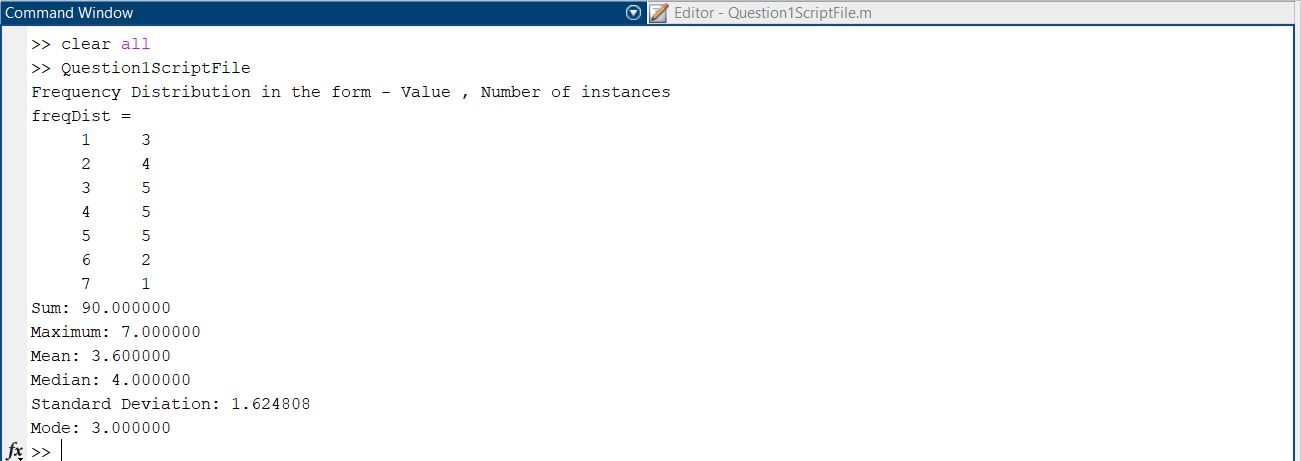 Command Window
Editor - Question1ScriptFile.m
>> clear all
>> Question1ScriptFile
Frequency Distribution in the form - Value , Number of instances
freqDist =
1 3
2 4
3 5
4 5
5 5
6 2
7 1
Sum: 90.000000
Maximum: 7.000000
Mean: 3.600000
Median: 4.000000
Standard Deviation: 1.624808
Mode: 3.000000
fx >>